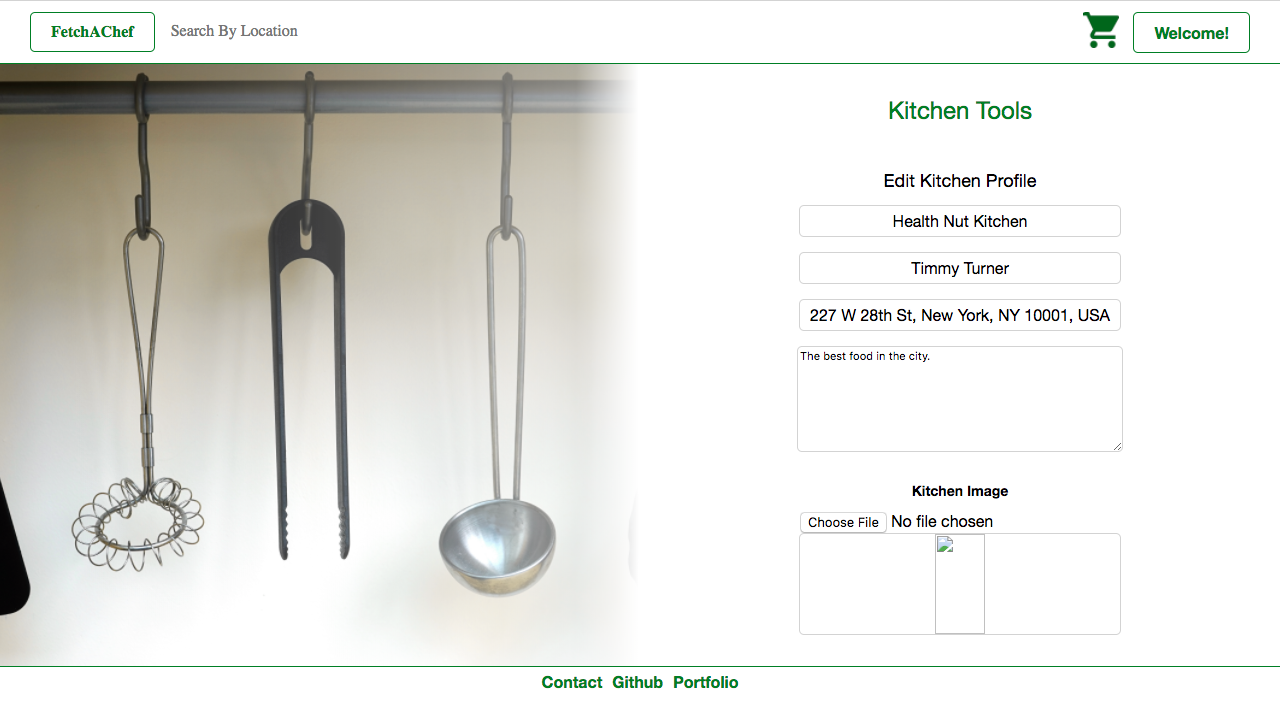 FetchAChef
Search By Location
Welcome!
Kitchen Tools
Edit Kitchen Profile
Health Nut Kitchen
Timmy Turner
227 W 28th St, New York, NY 10001, USA
The best food in the city.
Kitchen Image
Choose File No file chosen
Contact Github Portfolio